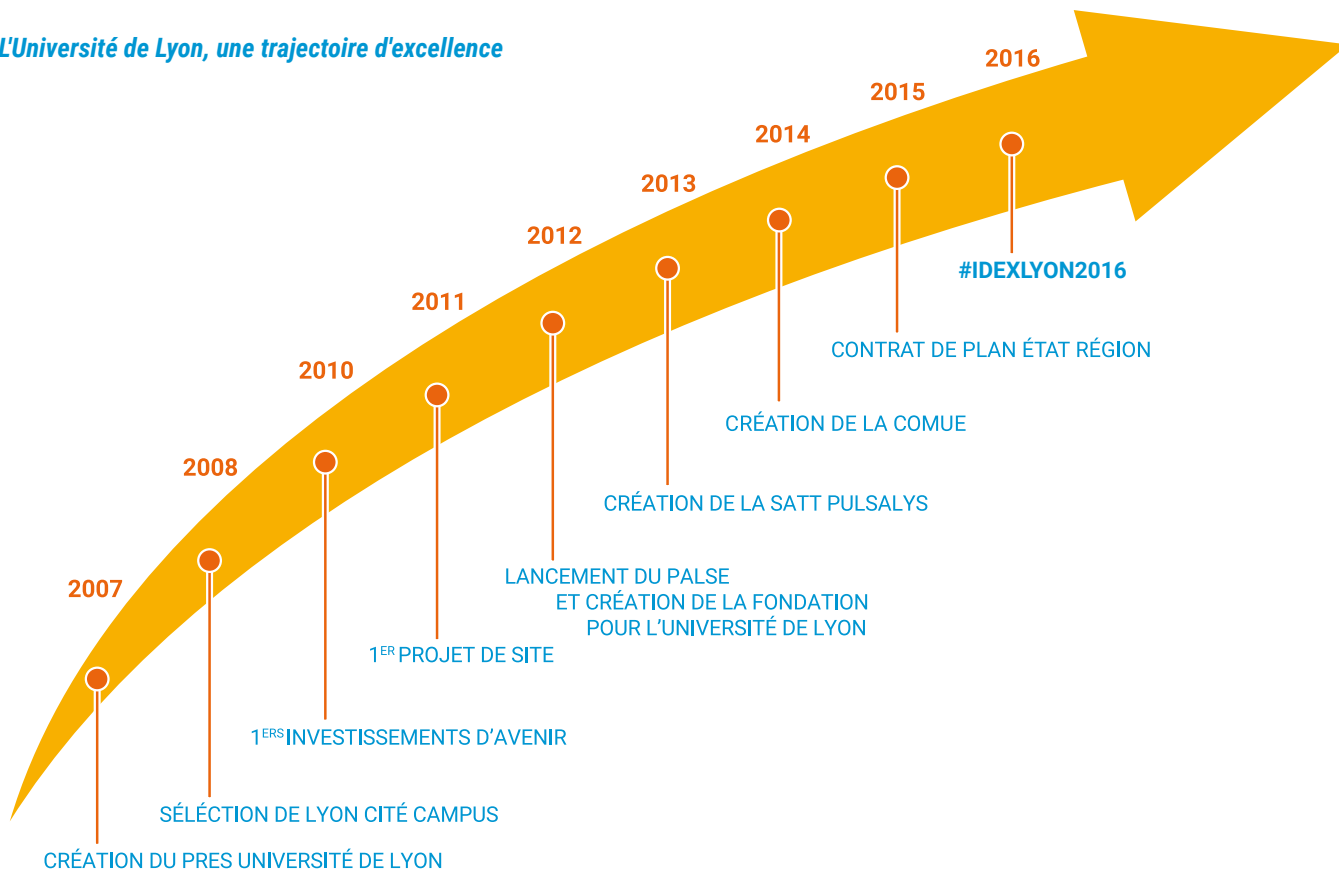 L'Université de Lyon, une trajectoire d'excellence
2016
2015
2014
2013
2012
2011
2010
2008
2007
#IDEXLYON2016
CONTRAT DE PLAN ÉTAT RÉGION
CRÉATION DE LA COMUE
CRÉATION DE LA SATT PULSALYS
LANCEMENT DU PALSE
ET CRÉATION DE LA FONDATION
POUR L'UNIVERSITÉ DE LYON
1ER PROJET DE SITE
1ERS INVESTISSEMENTS D'AVENIR
SÉLÉCTION DE LYON CITÉ CAMPUS
CRÉATION DU PRES UNIVERSITÉ DE LYON